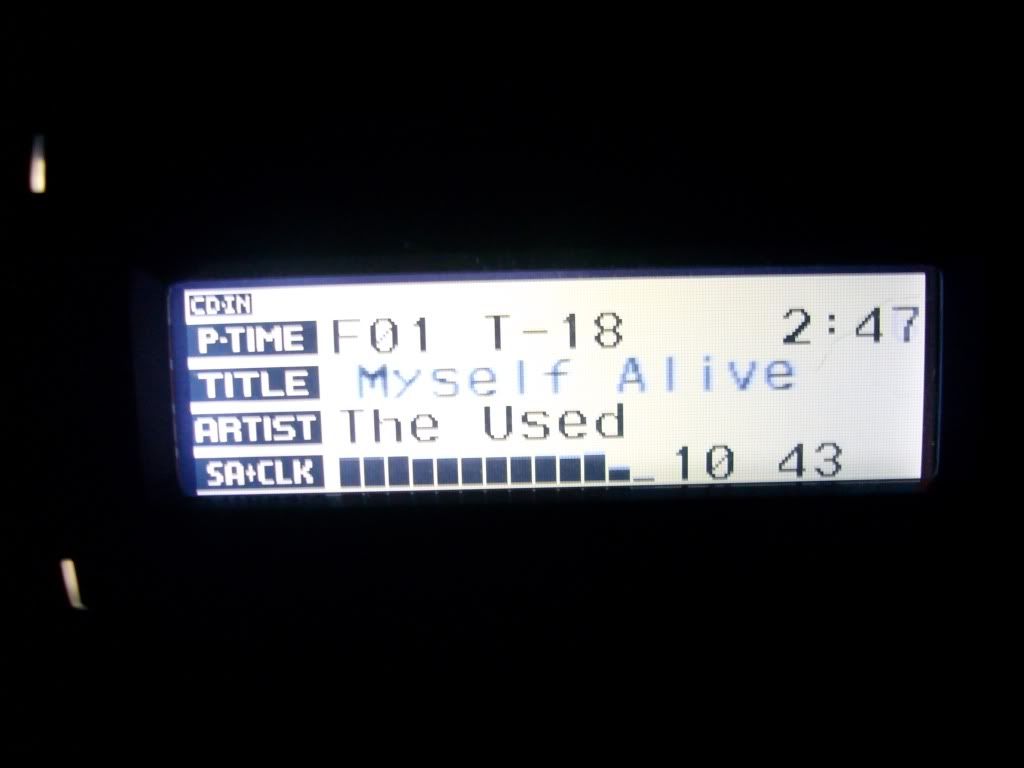 CD-IN
P-TIME F01 T-18 2:47
TITLE Myself Alive
ARTIST The Used
SA+CLK 10 43